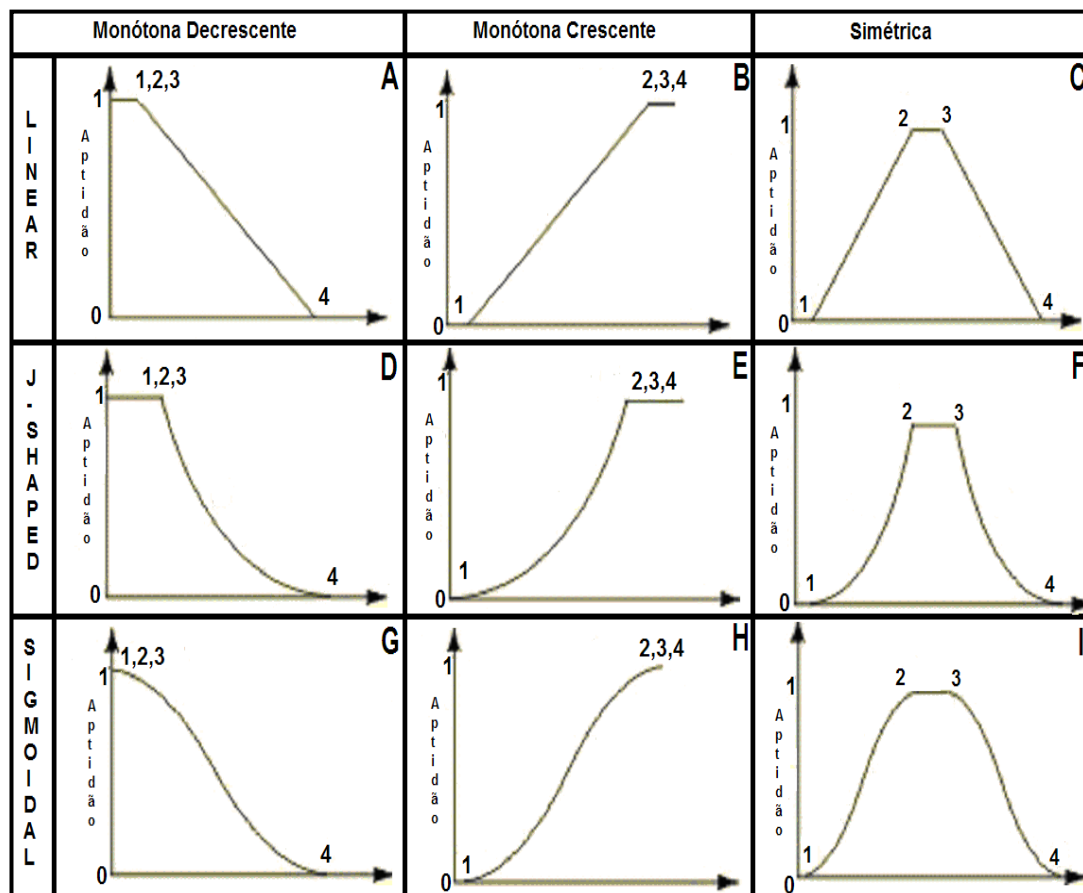 Monótona Decrescente
Monótona Crescente
Simétrica
LINEAR
A
1,2,3
1
Aptidão
0
4
B
2,3,4
1
Aptidão
0
1
C
2 3
1
Aptidão
0
1
4
J-SHAPED
D
1,2,3
1
Aptidão
0
4
E
2,3,4
1
Aptidão
0
1
F
2 3
1
Aptidão
0
1
4
SIGMOIDAL
G
1,2,3
1
Aptidão
0
4
H
2,3,4
1
Aptidão
0
1
I
2 3
1
Aptidão
0
1
4